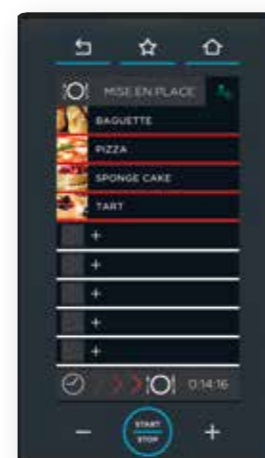 MISE EN PLACE
BAGUETTE
PIZZA
SPONGE CAKE
TART
+
+
+
+
+
0:14:16
− START STOP +